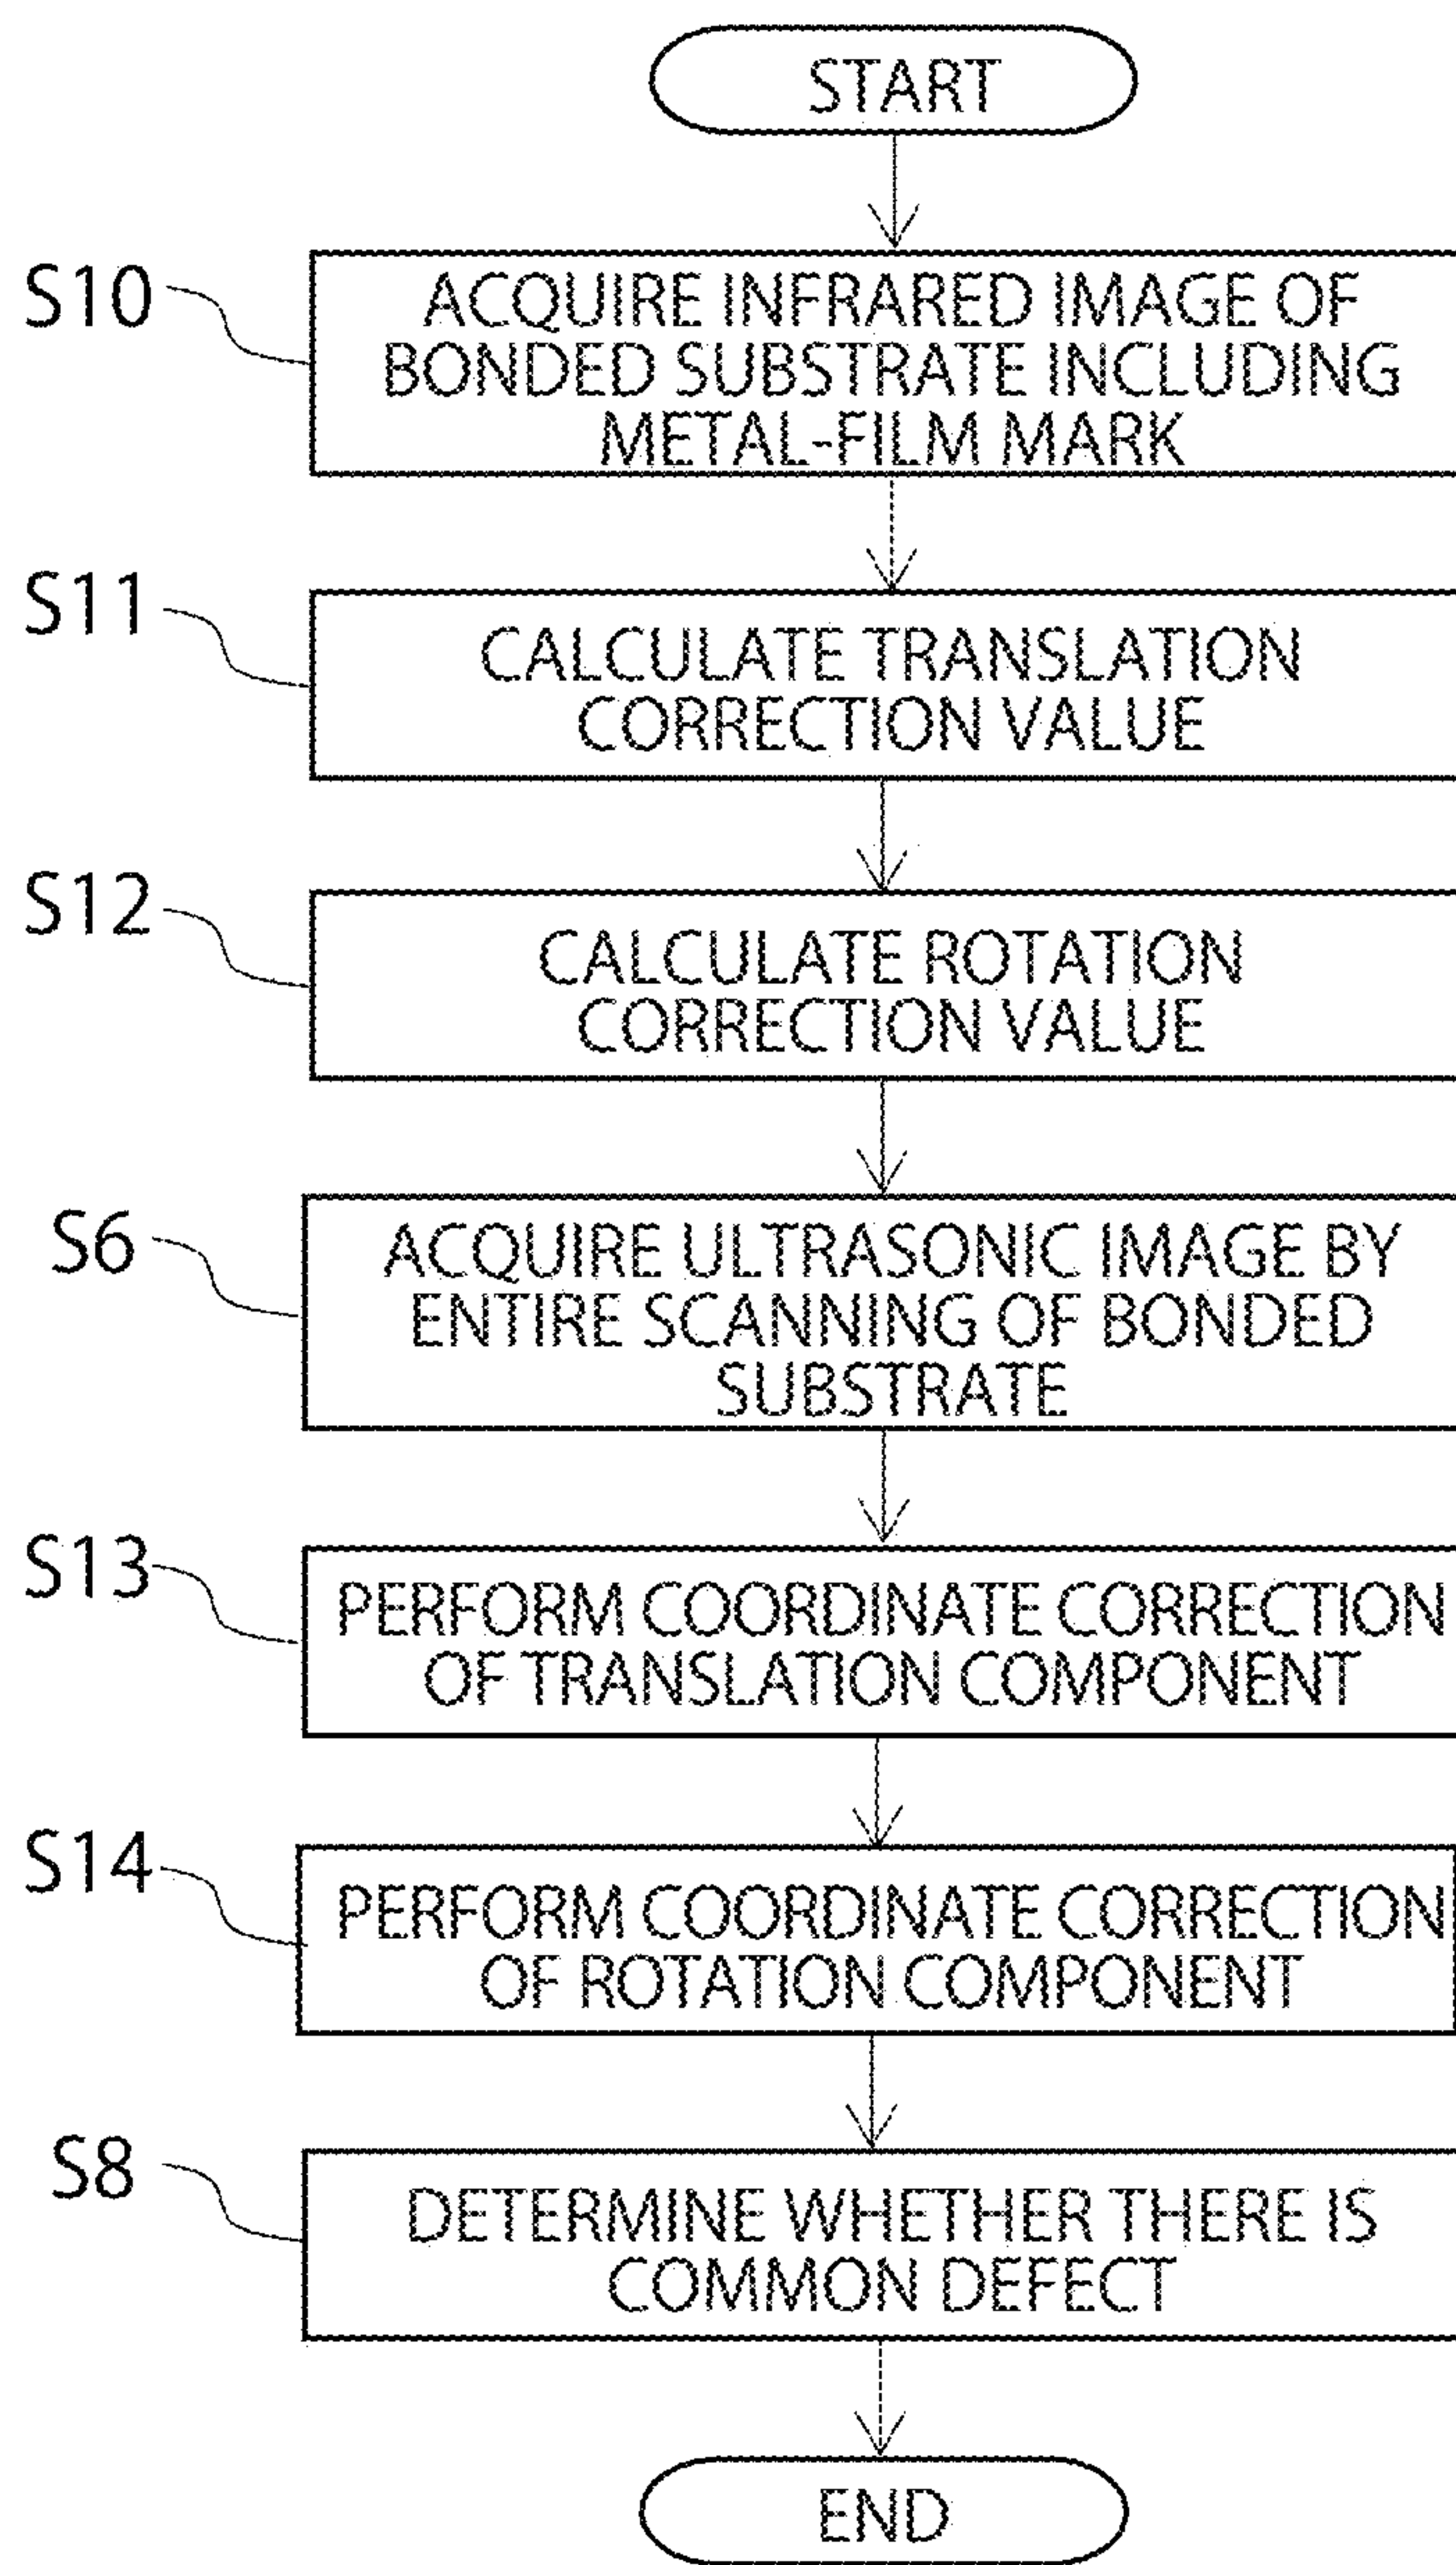 START
S10
ACQUIRE INFRARED IMAGE OF
BONDED SUBSTRATE INCLUDING
METAL-FILM MARK
S11
CALCULATE TRANSLATION
CORRECTION VALUE
S12
CALCULATE ROTATION
CORRECTION VALUE
S6
ACQUIRE ULTRASONIC IMAGE BY
ENTIRE SCANNING OF BONDED
SUBSTRATE
S13
PERFORM COORDINATE CORRECTION
OF TRANSLATION COMPONENT
S14
PERFORM COORDINATE CORRECTION
OF ROTATION COMPONENT
S8
DETERMINE WHETHER THERE IS
COMMON DEFECT
END